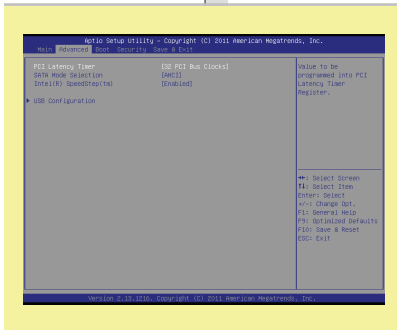 Aptio Setup Utility - Copyright (C) 2011 American Megatrends, Inc.
Main Advanced Boot Security Save & Exit
PCI Latency Timer [32 PCI Bus Clocks]
SATA Mode Selection [AHCI]
Intel(R) SpeedStep(tm) [Enabled]
USB Configuration
Value to be
programmed into PCI
Latency Timer
Register.
→←: Select Screen
↑↓: Select Item
Enter: Select
+/-: Change Opt.
F1: General Help
F9: Optimized Defaults
F10: Save & Reset
ESC: Exit
Version 2.13.1216. Copyright (C) 2011 American Megatrends, Inc.